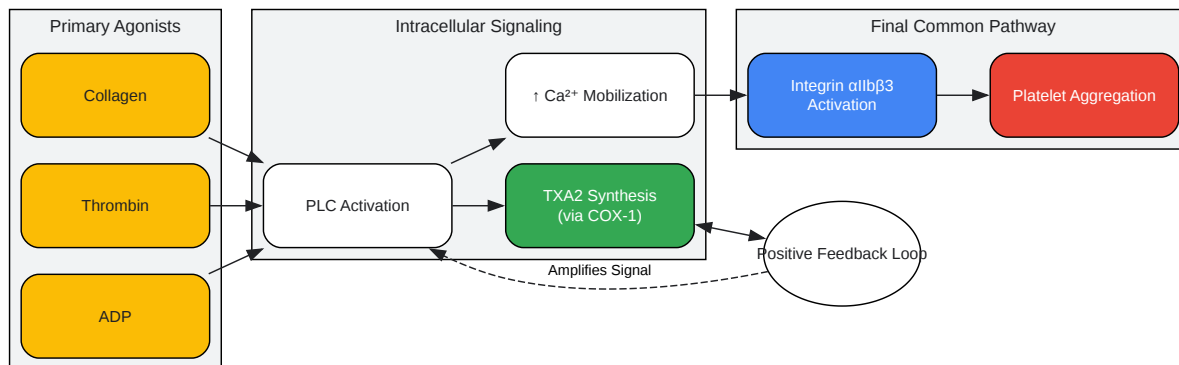 Primary Agonists
Collagen
Thrombin
ADP
Intracellular Signaling
PLC Activation
↑ Ca²⁺ Mobilization
TXA2 Synthesis
(via COX-1)
Amplifies Signal
Positive Feedback Loop
Final Common Pathway
Integrin αIIbβ3
Activation
Platelet Aggregation